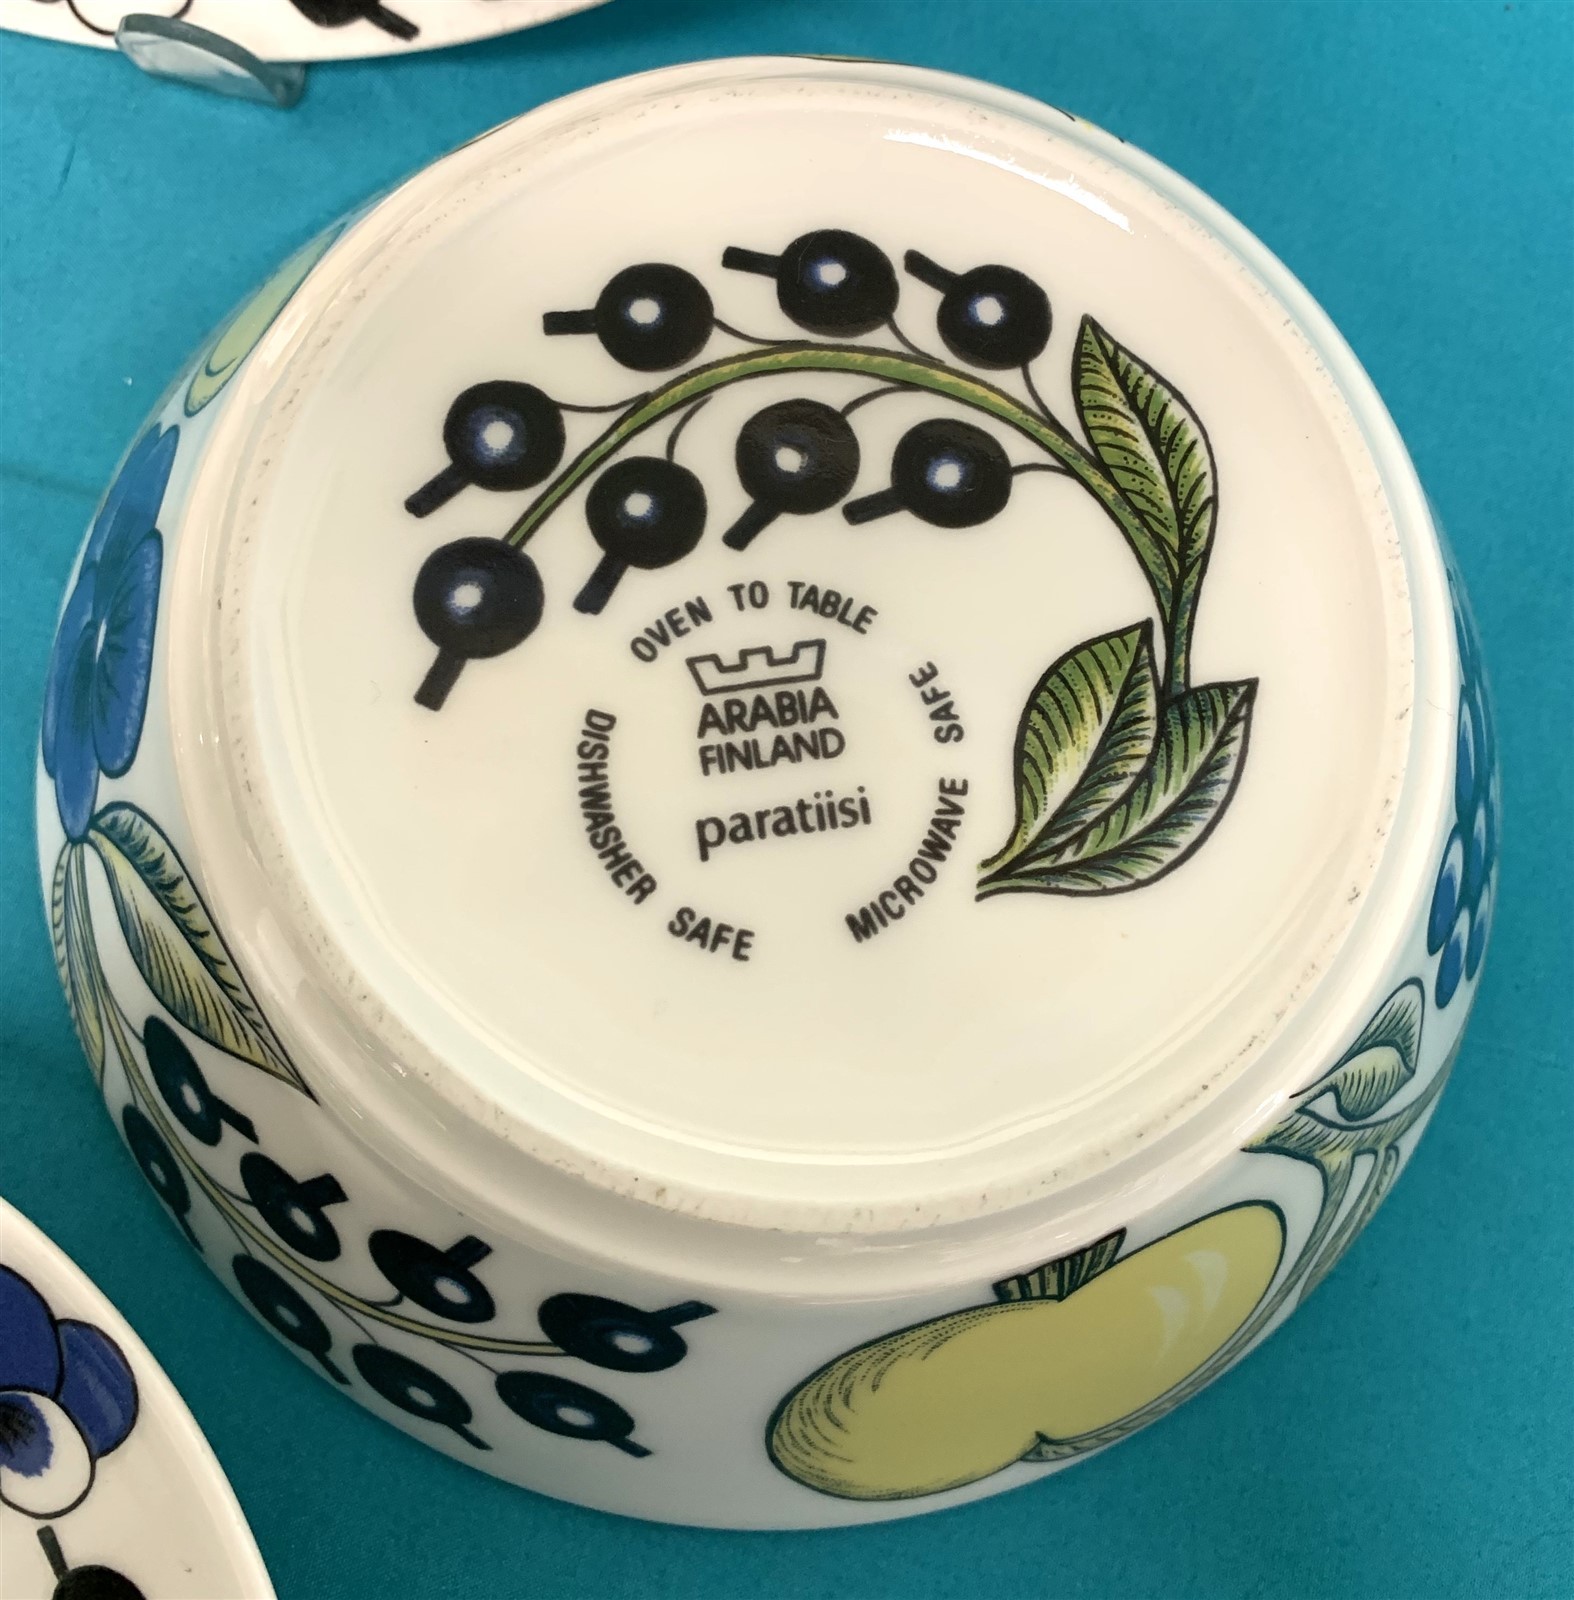 OVEN TO TABLE
ARABIA
FINLAND
paratiisi
DISHWASHER SAFE
MICROWAVE SAFE